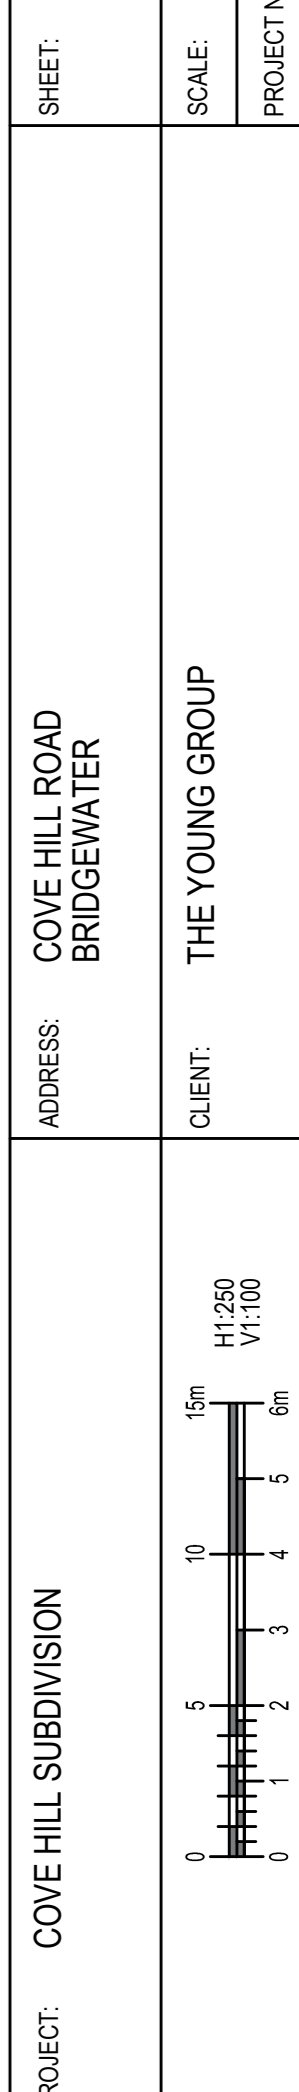 ROJECT:
COVE HILL SUBDIVISION
ADDRESS:
COVE HILL ROAD
BRIDGEWATER
SHEET:
0 5 10 15m
0 1 2 3 4 5 6m
H1:250
V1:100
CLIENT:
THE YOUNG GROUP
SCALE:
PROJECT N